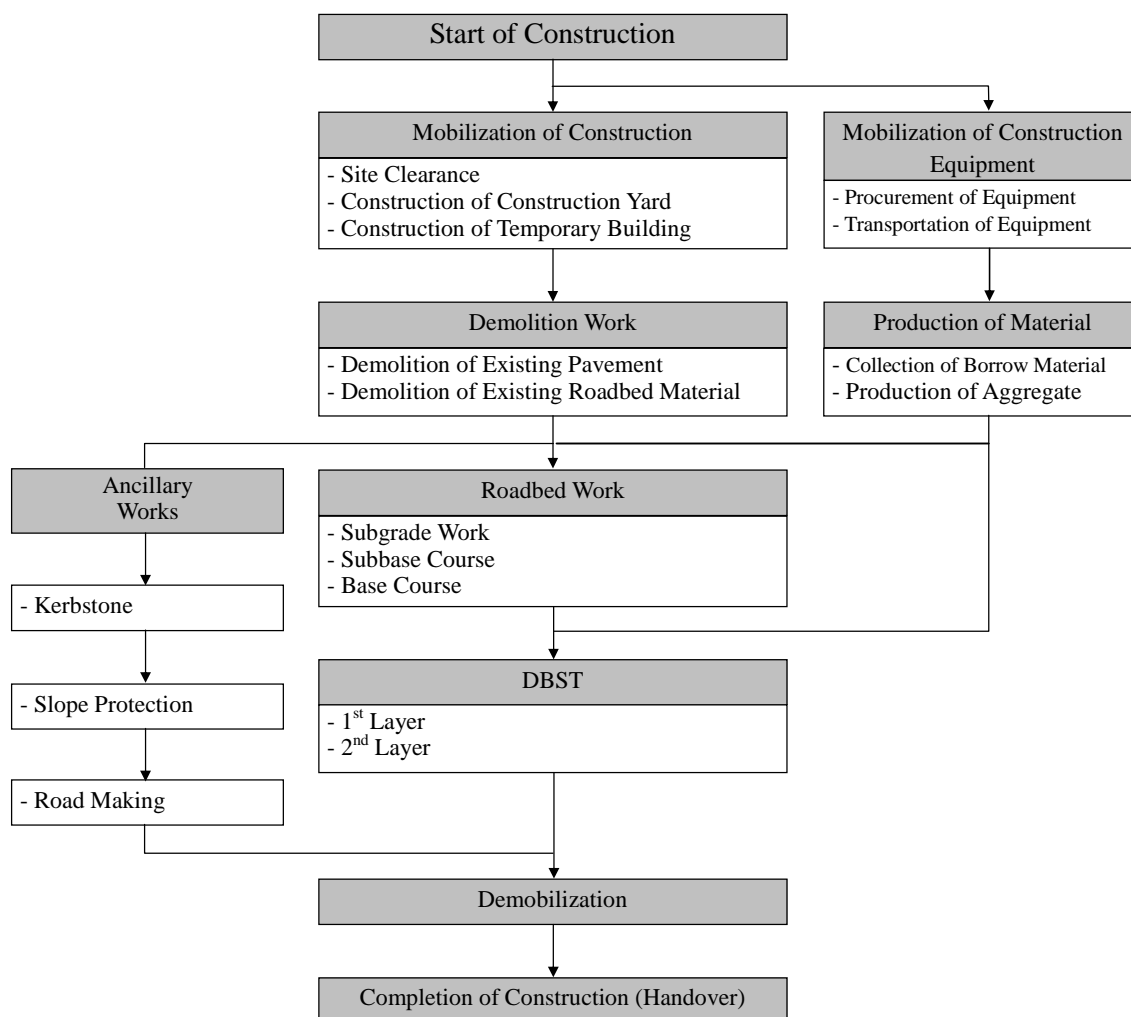 Start of Construction
Mobilization of Construction
- Site Clearance
- Construction of Construction Yard
- Construction of Temporary Building
Mobilization of Construction
Equipment
- Procurement of Equipment
- Transportation of Equipment
Demolition Work
- Demolition of Existing Pavement
- Demolition of Existing Roadbed Material
Production of Material
- Collection of Borrow Material
- Production of Aggregate
Ancillary
Works
- Kerbstone
- Slope Protection
- Road Making
Roadbed Work
- Subgrade Work
- Subbase Course
- Base Course
DBST
- 1st Layer
- 2nd Layer
Demobilization
Completion of Construction (Handover)